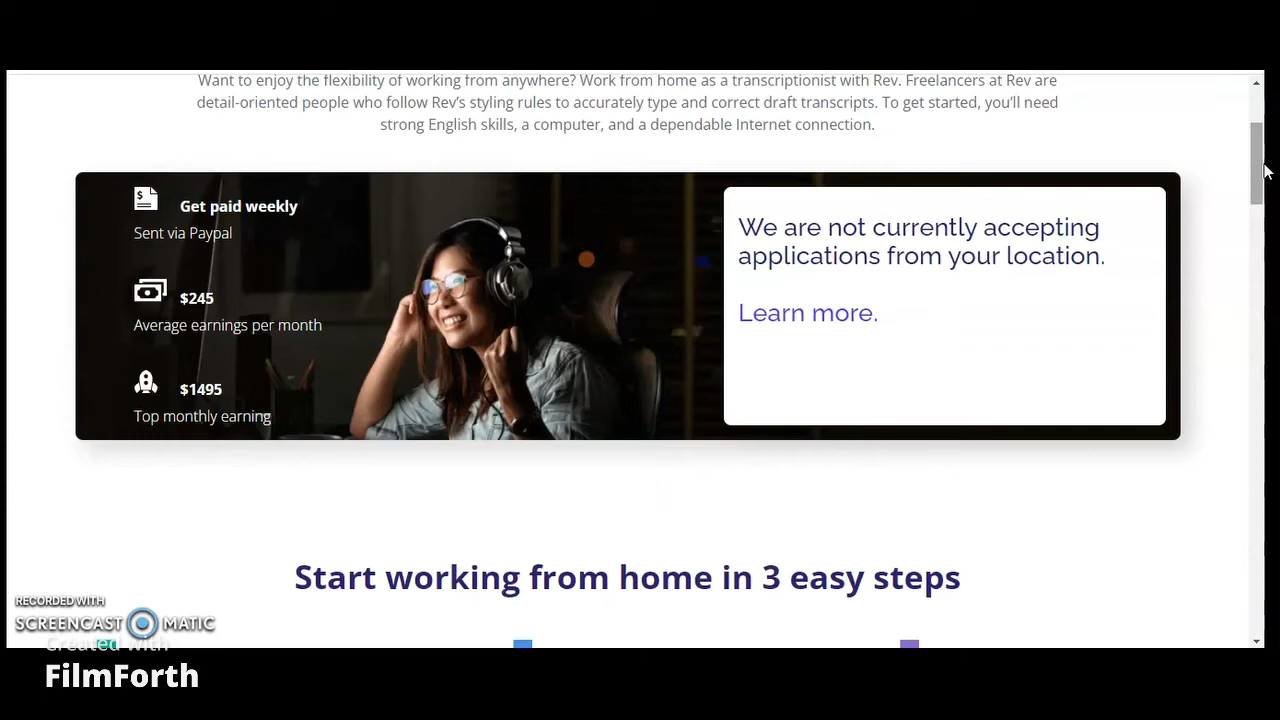 Want to enjoy the flexibility of working from anywhere? Work from home as a transcriptionist with Rev. Freelancers at Rev are
detail-oriented people who follow Rev's styling rules to accurately type and correct draft transcripts. To get started, you'll need
strong English skills, a computer, and a dependable Internet connection.
Get paid weekly
Sent via Paypal
$245
Average earnings per month
$1495
Top monthly earning
We are not currently accepting
applications from your location.
Learn more.
Start working from home in 3 easy steps
RECORDED WITH
SCREENCAST MATIC
Created with
FilmForth